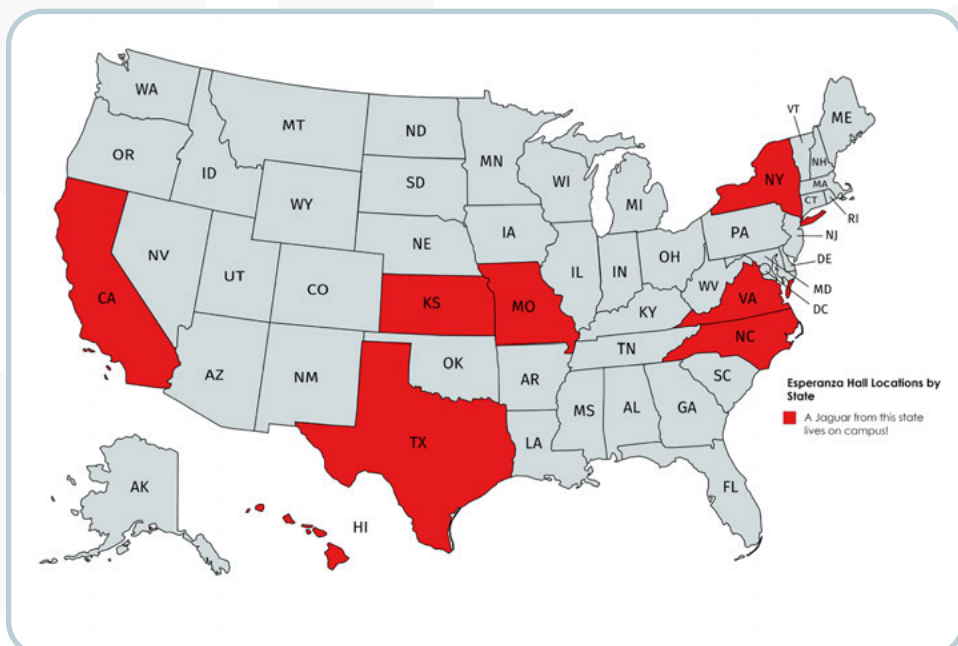 WA
MT
ND
MN
VT
ME
OR
ID
SD
WI
MI
NY
NH
MA
CT
RI
WY
NE
IA
PA
NJ
NV
UT
CO
IL
IN
OH
DE
WV
MD
DC
CA
KS
MO
KY
VA
NC
TN
AZ
NM
OK
AR
SC
MS
AL
GA
TX
LA
FL
Esperanza Hall Locations by
State
A Jaguar from this state
lives on campus!
AK
HI